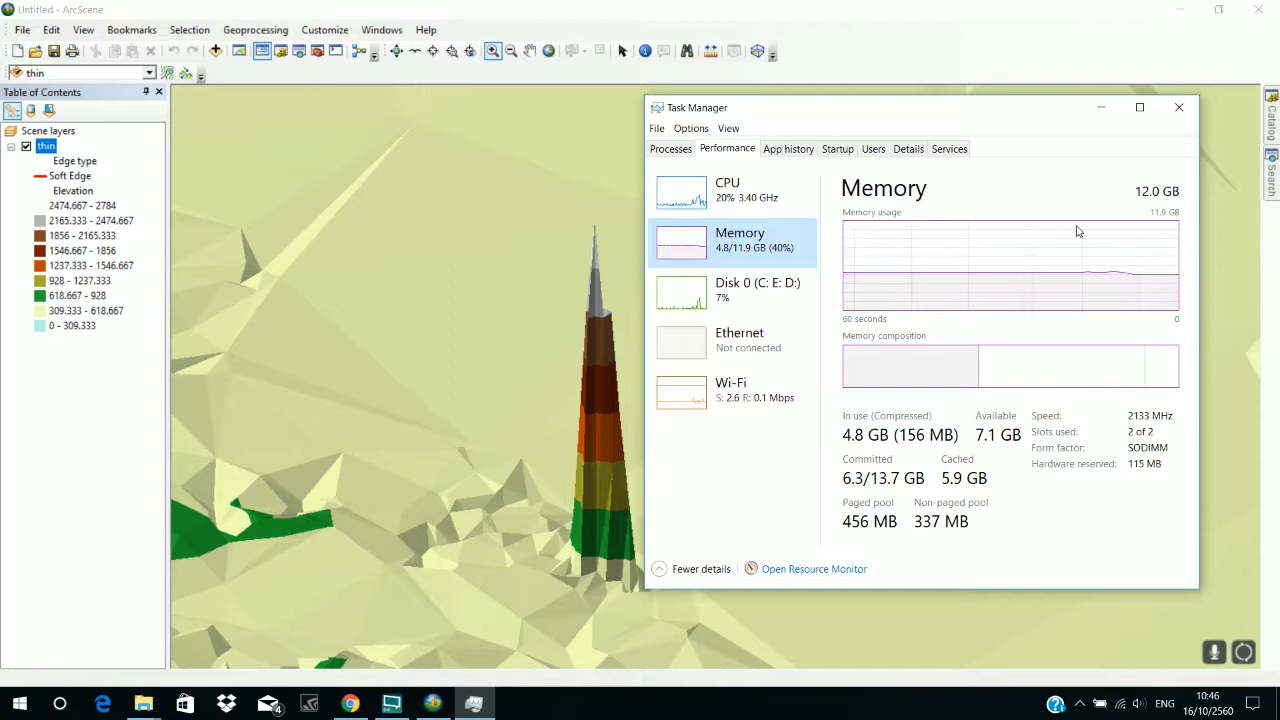 Untitled - ArcScene
File Edit View Bookmarks Selection Geoprocessing Customize Windows Help
thin
Table of Contents
Scene layers
thin
Edge type
Soft Edge
Elevation
2474.667 - 2784
2165.333 - 2474.667
1856 - 2165.333
1546.667 - 1856
1237.333 - 1546.667
928 - 1237.333
618.667 - 928
309.333 - 618.667
0 - 309.333
Task Manager
File Options View
Processes Performance App history Startup Users Details Services
CPU
20% 3.40 GHz
Memory
4.8/11.9 GB (40%)
Disk 0 (C: E: D:)
7%
Ethernet
Not connected
Wi-Fi
S: 2.6 R: 0.1 Mbps
Memory 12.0 GB
Memory usage 11.9 GB
60 seconds 0
Memory composition
In use (Compressed) Available
4.8 GB (156 MB) 7.1 GB
Committed Cached
6.3/13.7 GB 5.9 GB
Paged pool Non-paged pool
456 MB 337 MB
Speed: 2133 MHz
Slots used: 2 of 2
Form factor: SODIMM
Hardware reserved: 115 MB
Fewer details Open Resource Monitor
Catalog
Search
4
ENG
10:46
16/10/2560